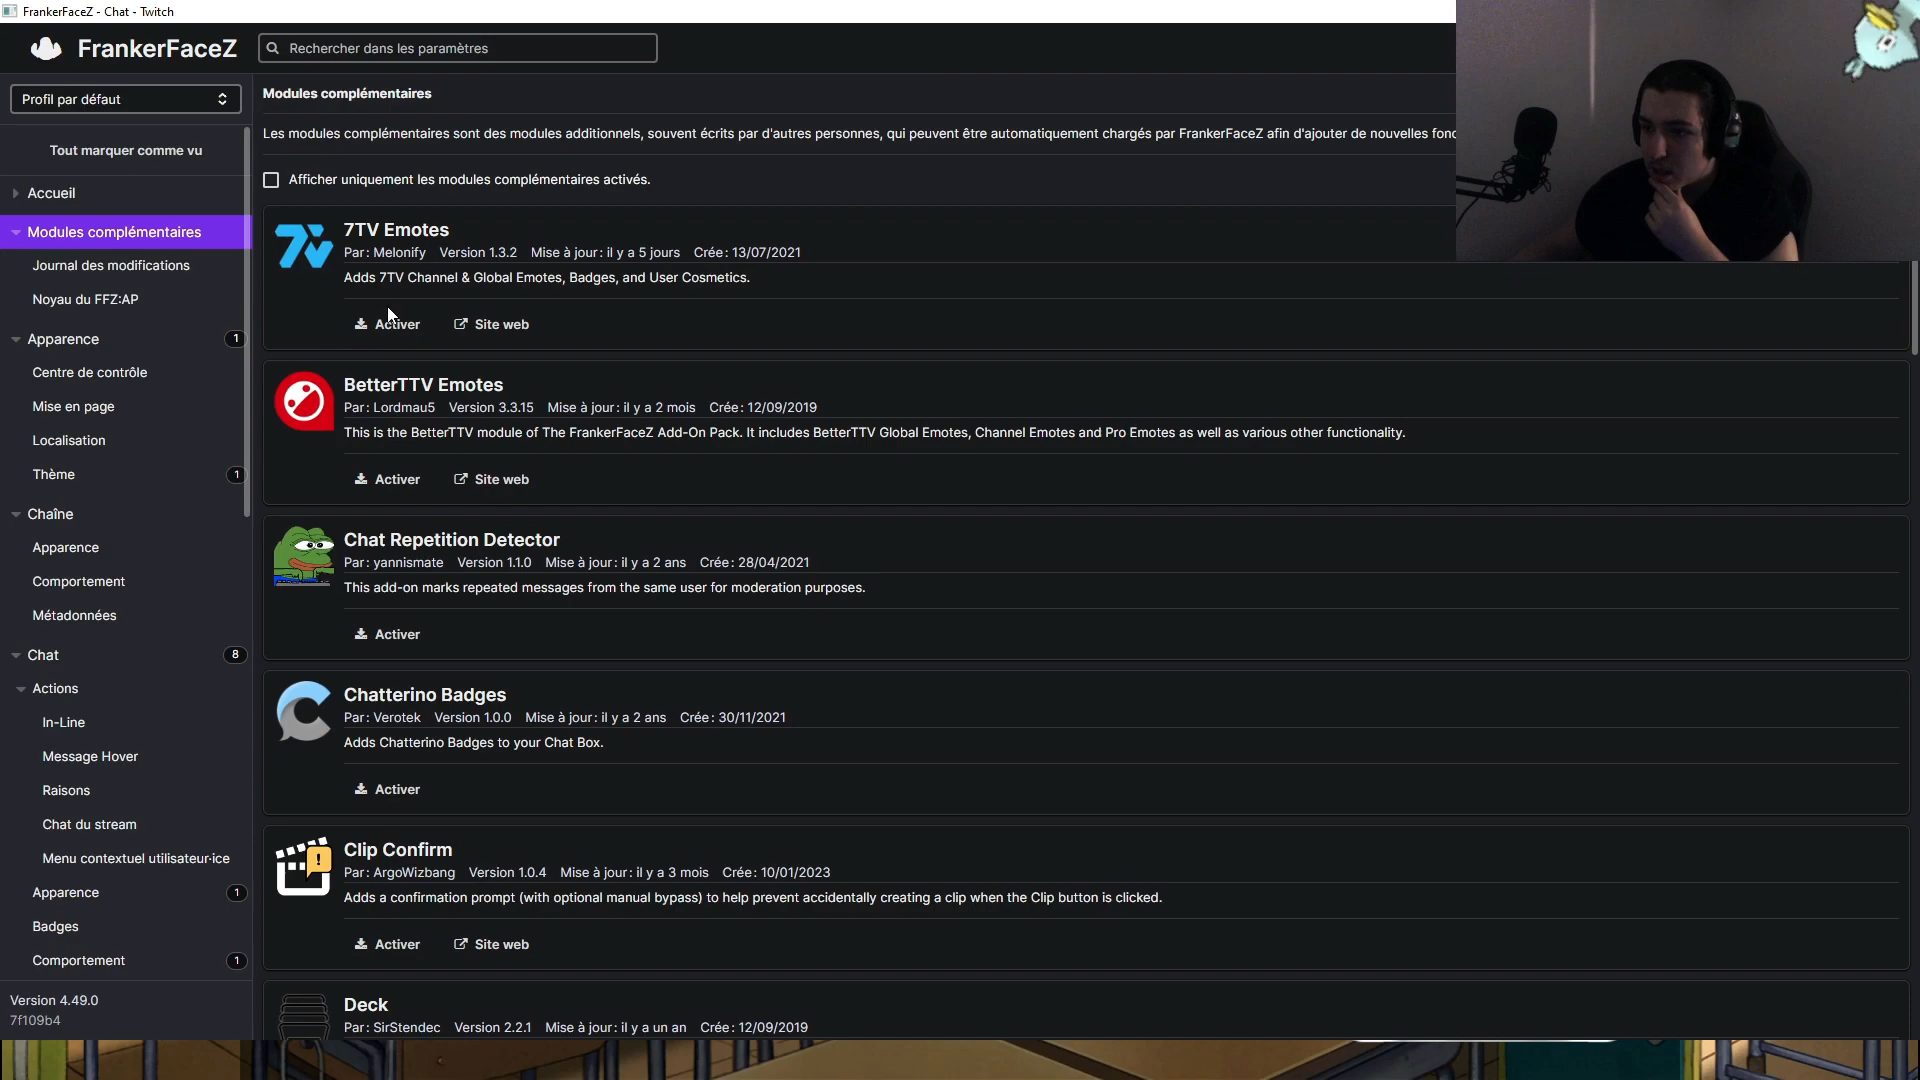 FrankerFaceZ - Chat - Twitch
FrankerFaceZ
Rechercher dans les paramètres
Profil par défaut
Tout marquer comme vu
Accueil
Modules complémentaires
Journal des modifications
Noyau du FFZ:AP
Apparence 1
Centre de contrôle
Mise en page
Localisation
Thème 1
Chaîne
Apparence
Comportement
Métadonnées
Chat 8
Actions
In-Line
Message Hover
Raisons
Chat du stream
Menu contextuel utilisateur·ice
Apparence 1
Badges
Comportement 1
Version 4.49.0
7f109b4
Modules complémentaires
Les modules complémentaires sont des modules additionnels, souvent écrits par d'autres personnes, qui peuvent être automatiquement chargés par FrankerFaceZ afin d'ajouter de nouvelles
Afficher uniquement les modules complémentaires activés.
7TV Emotes
Par : Melonify Version 1.3.2 Mise à jour : il y a 5 jours Crée : 13/07/2021
Adds 7TV Channel & Global Emotes, Badges, and User Cosmetics.
Activer Site web
BetterTTV Emotes
Par : Lordmau5 Version 3.3.15 Mise à jour : il y a 2 mois Crée : 12/09/2019
This is the BetterTTV module of The FrankerFaceZ Add-On Pack. It includes BetterTTV Global Emotes, Channel Emotes and Pro Emotes as well as various other functionality.
Activer Site web
Chat Repetition Detector
Par : yannismate Version 1.1.0 Mise à jour : il y a 2 ans Crée : 28/04/2021
This add-on marks repeated messages from the same user for moderation purposes.
Activer
Chatterino Badges
Par : Verotek Version 1.0.0 Mise à jour : il y a 2 ans Crée : 30/11/2021
Adds Chatterino Badges to your Chat Box.
Activer
Clip Confirm
Par : ArgoWizbang Version 1.0.4 Mise à jour : il y a 3 mois Crée : 10/01/2023
Adds a confirmation prompt (with optional manual bypass) to help prevent accidentally creating a clip when the Clip button is clicked.
Activer Site web
Deck
Par : SirStendec Version 2.2.1 Mise à jour : il y a un an Crée : 12/09/2019